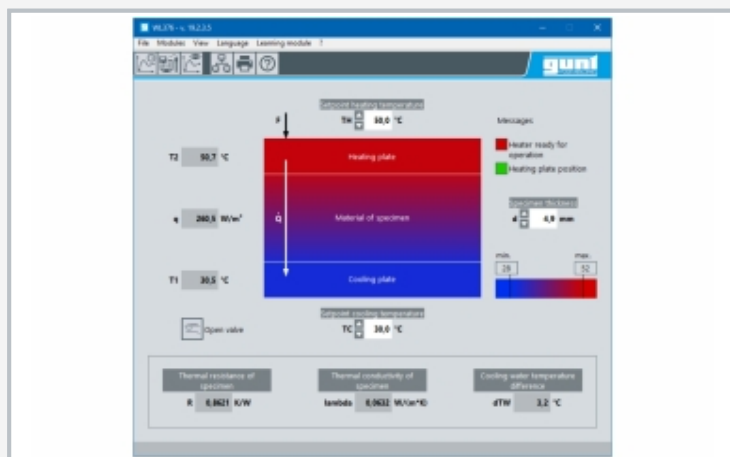 WL376 - v. 19.2.3.5
File Modules View Language Learning module ?
gunt
Setpoint heating temperature
TH 50,0 °C
F
Messages
Heater ready for
operation
Heating plate position
T2 50,7 °C
Heating plate
Specimen thickness
d 4,9 mm
q 260,5 W/m²
Q̇
Material of specimen
min. max.
28 52
T1 30,5 °C
Cooling plate
Setpoint cooling temperature
TC 30,0 °C
Open valve
Thermal resistance of
specimen
R 0,0621 K/W
Thermal conductivity of
specimen
lambda 0,0632 W/(m*K)
Cooling water temperature
difference
dTW 3,2 °C